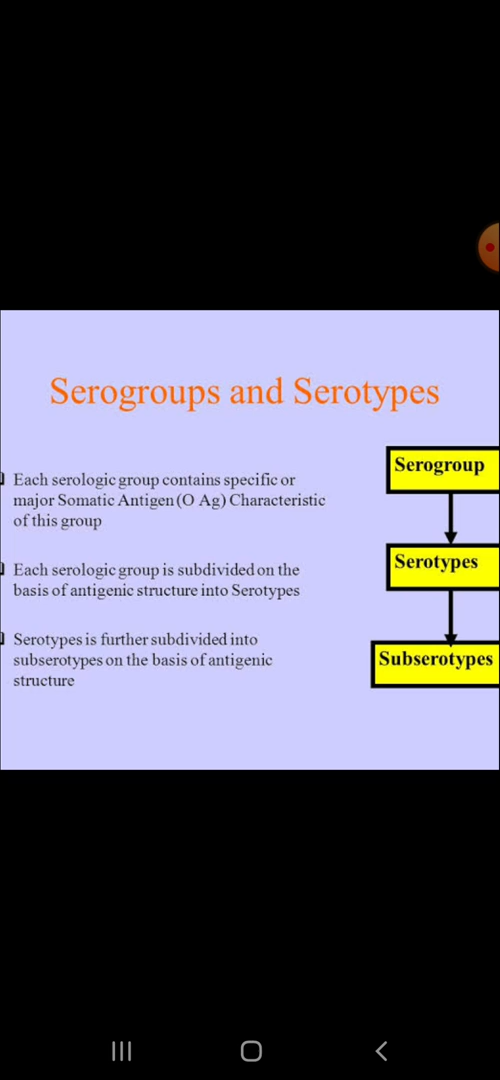 Serogroups and Serotypes
Each serologic group contains specific or
major Somatic Antigen (O Ag) Characteristic
of this group
Each serologic group is subdivided on the
basis of antigenic structure into Serotypes
Serotypes is further subdivided into
subserotypes on the basis of antigenic
structure
Serogroup
Serotypes
Subserotypes